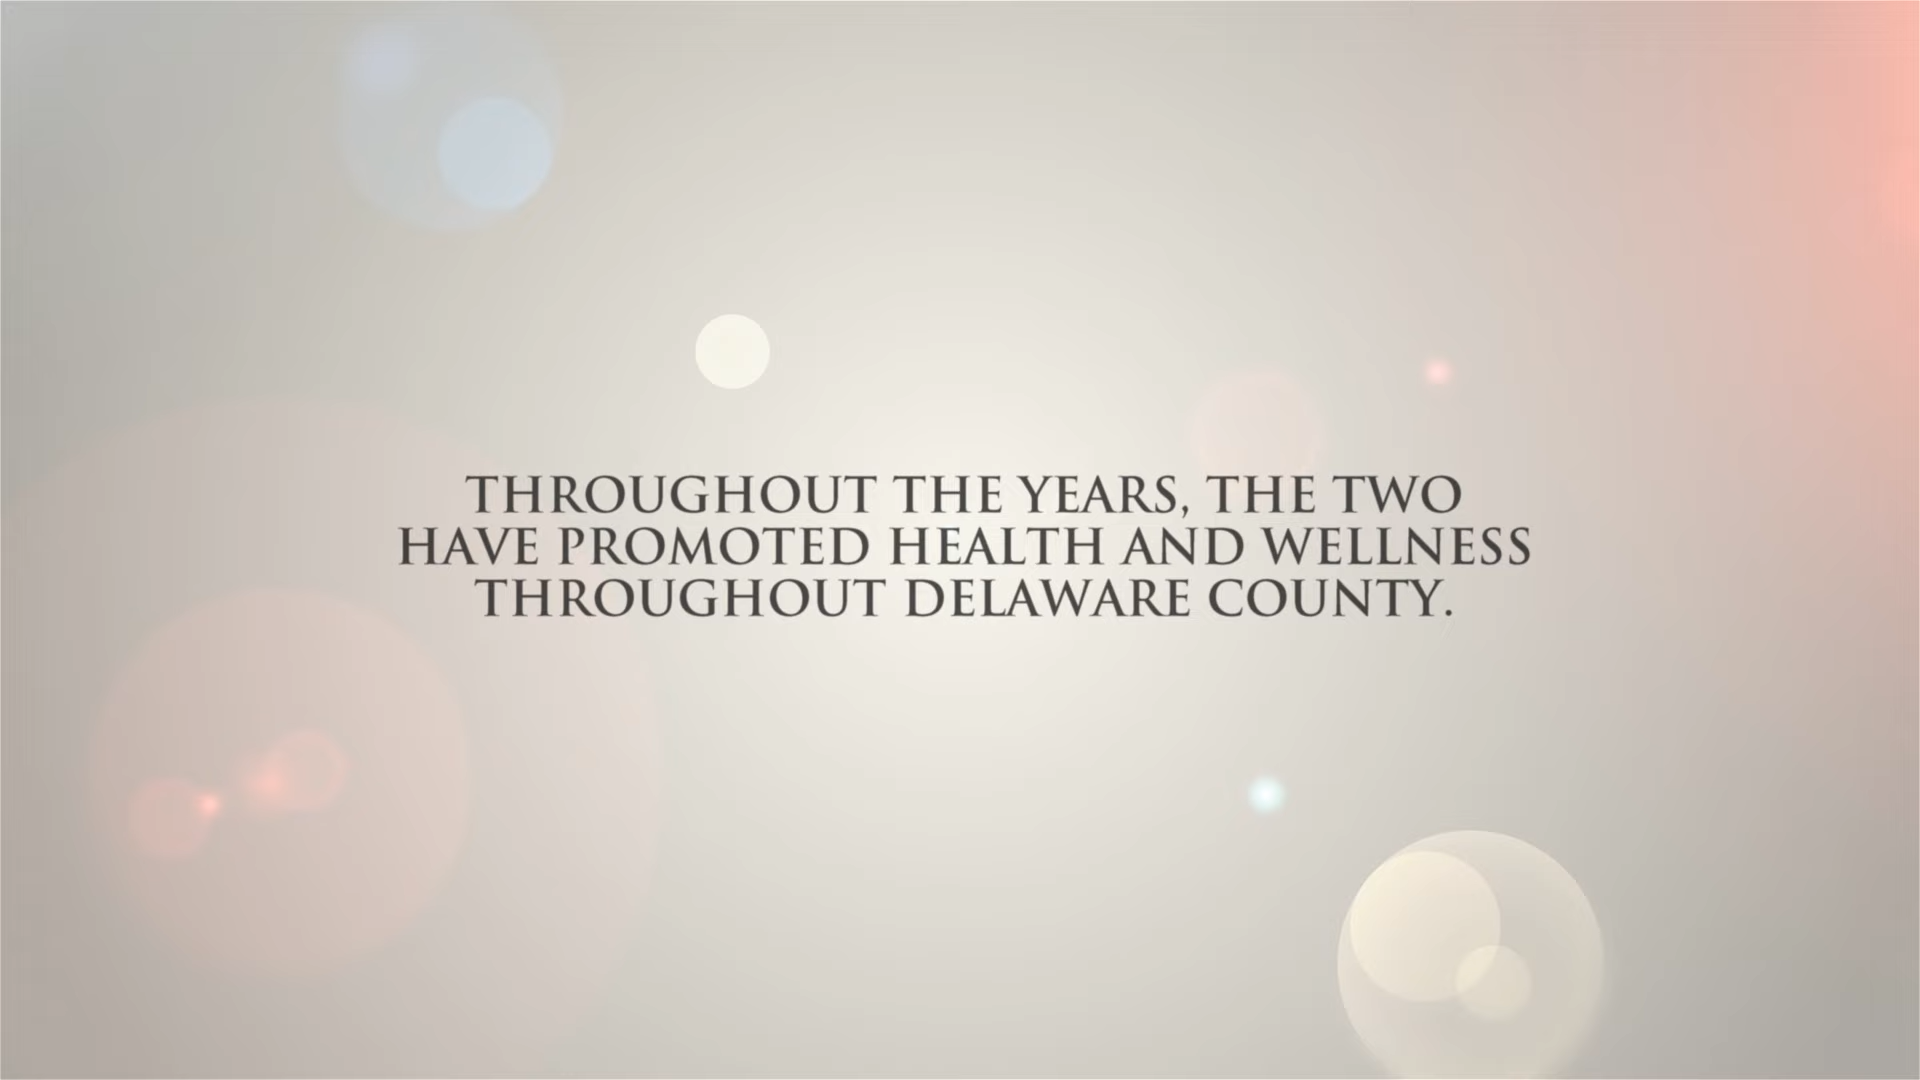 THROUGHOUT THE YEARS, THE TWO
HAVE PROMOTED HEALTH AND WELLNESS
THROUGHOUT DELAWARE COUNTY.